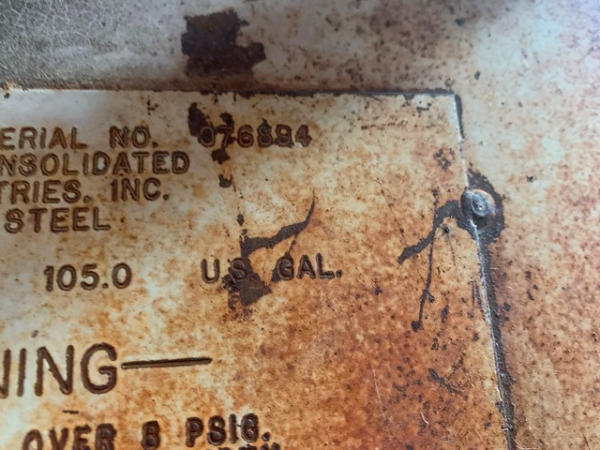 ERIAL NO. 076894
NSOLIDATED
TRIES, INC.
STEEL
105.0 U.S. GAL.
NING—
OVER 8 PSIG.